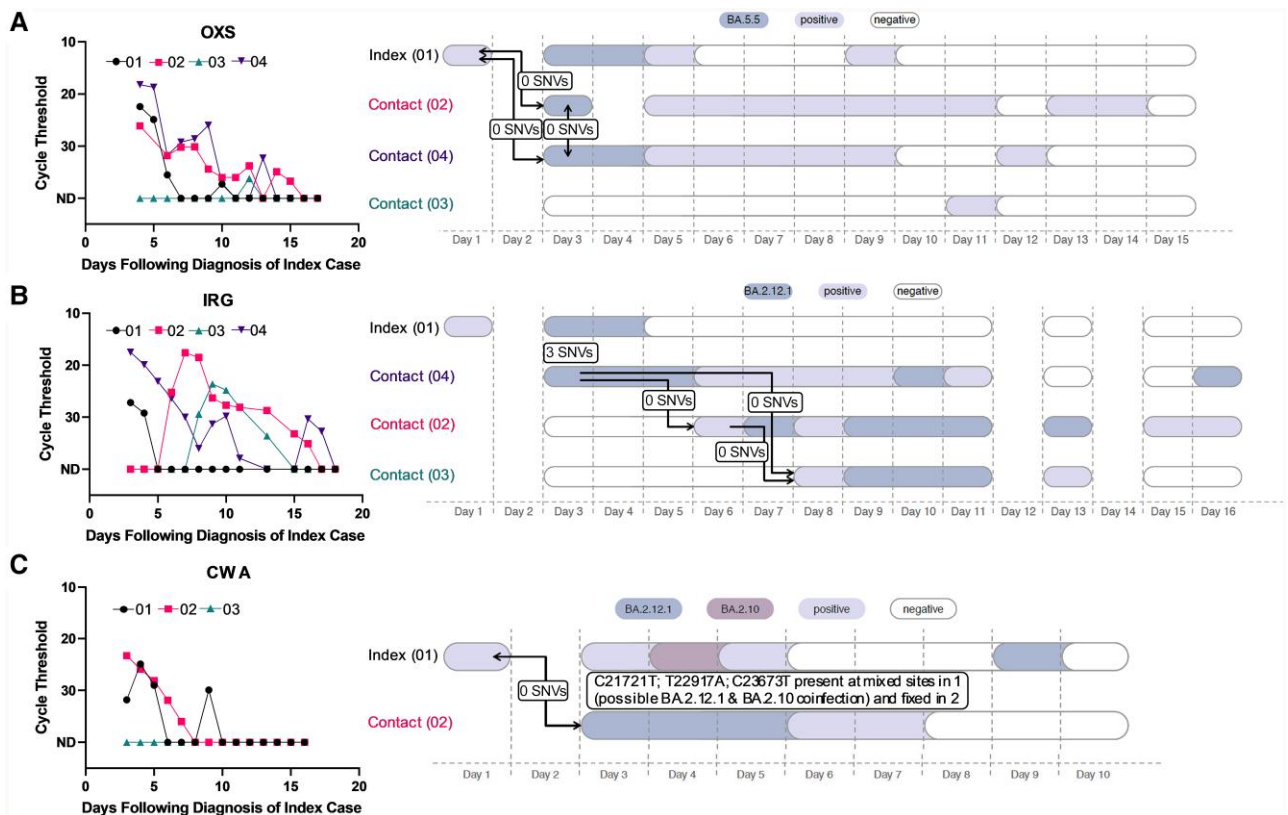 A
OXS
01 02 03 04
10
20
30
ND
Cycle Threshold
0 5 10 15 20
Days Following Diagnosis of Index Case
BA.5.5 positive negative
Index (01)
0 SNVs
Contact (02)
0 SNVs 0 SNVs
Contact (04)
Contact (03)
Day 1 Day 2 Day 3 Day 4 Day 5 Day 6 Day 7 Day 8 Day 9 Day 10 Day 11 Day 12 Day 13 Day 14 Day 15
B
IRG
01 02 03 04
10
20
30
ND
Cycle Threshold
0 5 10 15 20
Days Following Diagnosis of Index Case
BA.2.12.1 positive negative
Index (01)
3 SNVs
Contact (04)
0 SNVs 0 SNVs
Contact (02)
0 SNVs
Contact (03)
Day 1 Day 2 Day 3 Day 4 Day 5 Day 6 Day 7 Day 8 Day 9 Day 10 Day 11 Day 12 Day 13 Day 14 Day 15 Day 16
C
CWA
01 02 03
10
20
30
ND
Cycle Threshold
0 5 10 15 20
Days Following Diagnosis of Index Case
BA.2.12.1 BA.2.10 positive negative
Index (01)
0 SNVs
C21721T; T22917A; C23673T present at mixed sites in 1
(possible BA.2.12.1 & BA.2.10 coinfection) and fixed in 2
Contact (02)
Day 1 Day 2 Day 3 Day 4 Day 5 Day 6 Day 7 Day 8 Day 9 Day 10